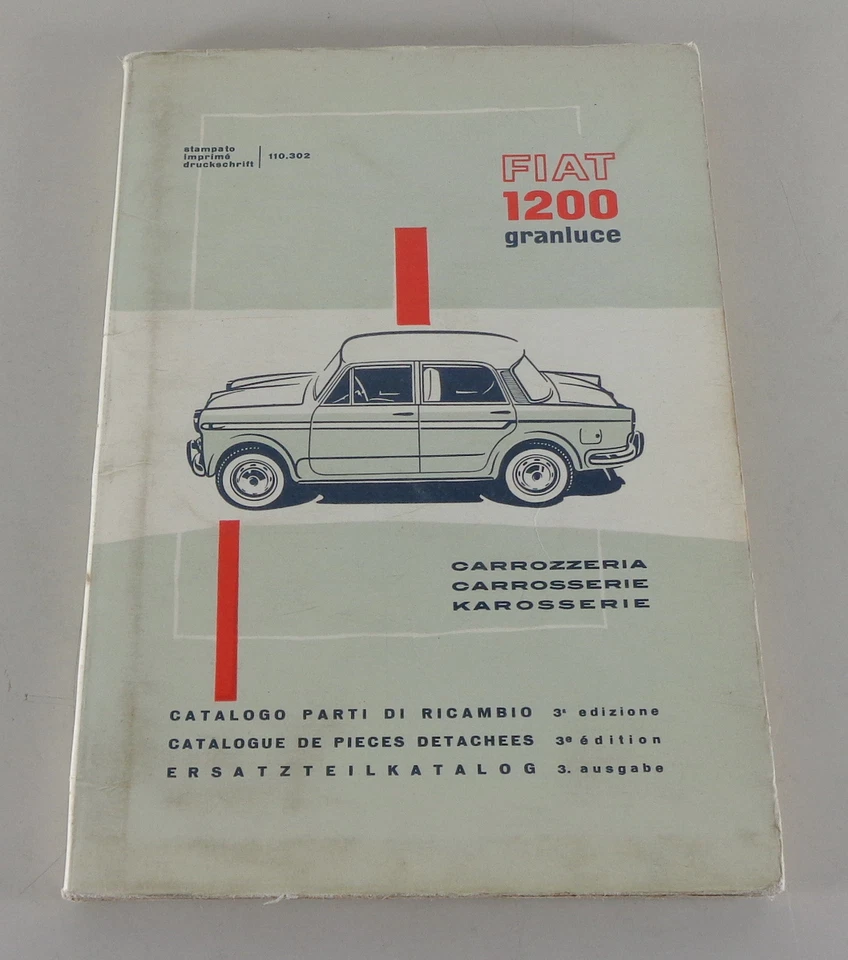 stampato
imprimé
druckschrift
110.302
FIAT
1200
granluce
CARROZZERIA
CARROSSERIE
KAROSSERIE
CATALOGO PARTI DI RICAMBIO 3ª edizione
CATALOGUE DE PIECES DETACHEES 3e édition
ERSATZTEILKATALOG 3. ausgabe